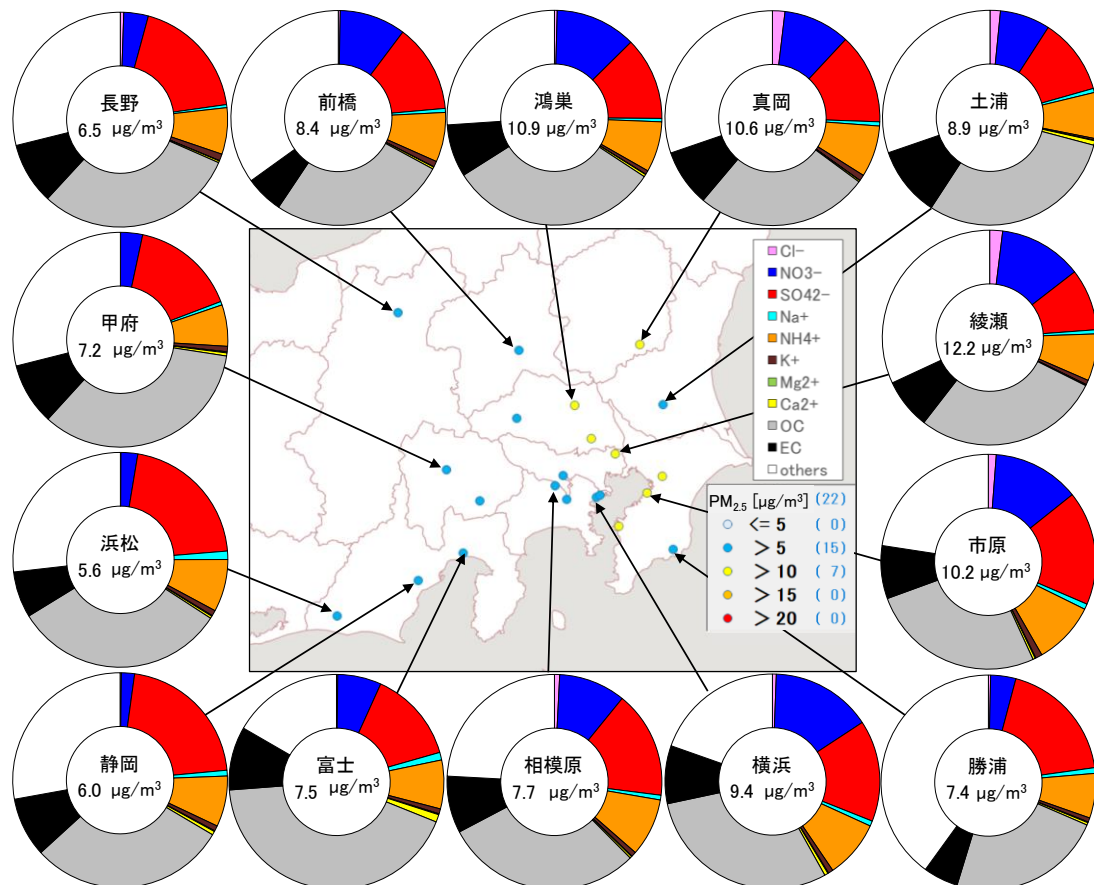 長野
6.5 μg/m³
前橋
8.4 μg/m³
鴻巣
10.9 μg/m³
真岡
10.6 μg/m³
土浦
8.9 μg/m³
甲府
7.2 μg/m³
綾瀬
12.2 μg/m³
浜松
5.6 μg/m³
市原
10.2 μg/m³
静岡
6.0 μg/m³
富士
7.5 μg/m³
相模原
7.7 μg/m³
横浜
9.4 μg/m³
勝浦
7.4 μg/m³
Cl−
NO3−
SO42−
Na+
NH4+
K+
Mg2+
Ca2+
OC
EC
others
PM2.5 [μg/m³] (22)
<= 5 ( 0)
> 5 (15)
> 10 ( 7)
> 15 ( 0)
> 20 ( 0)